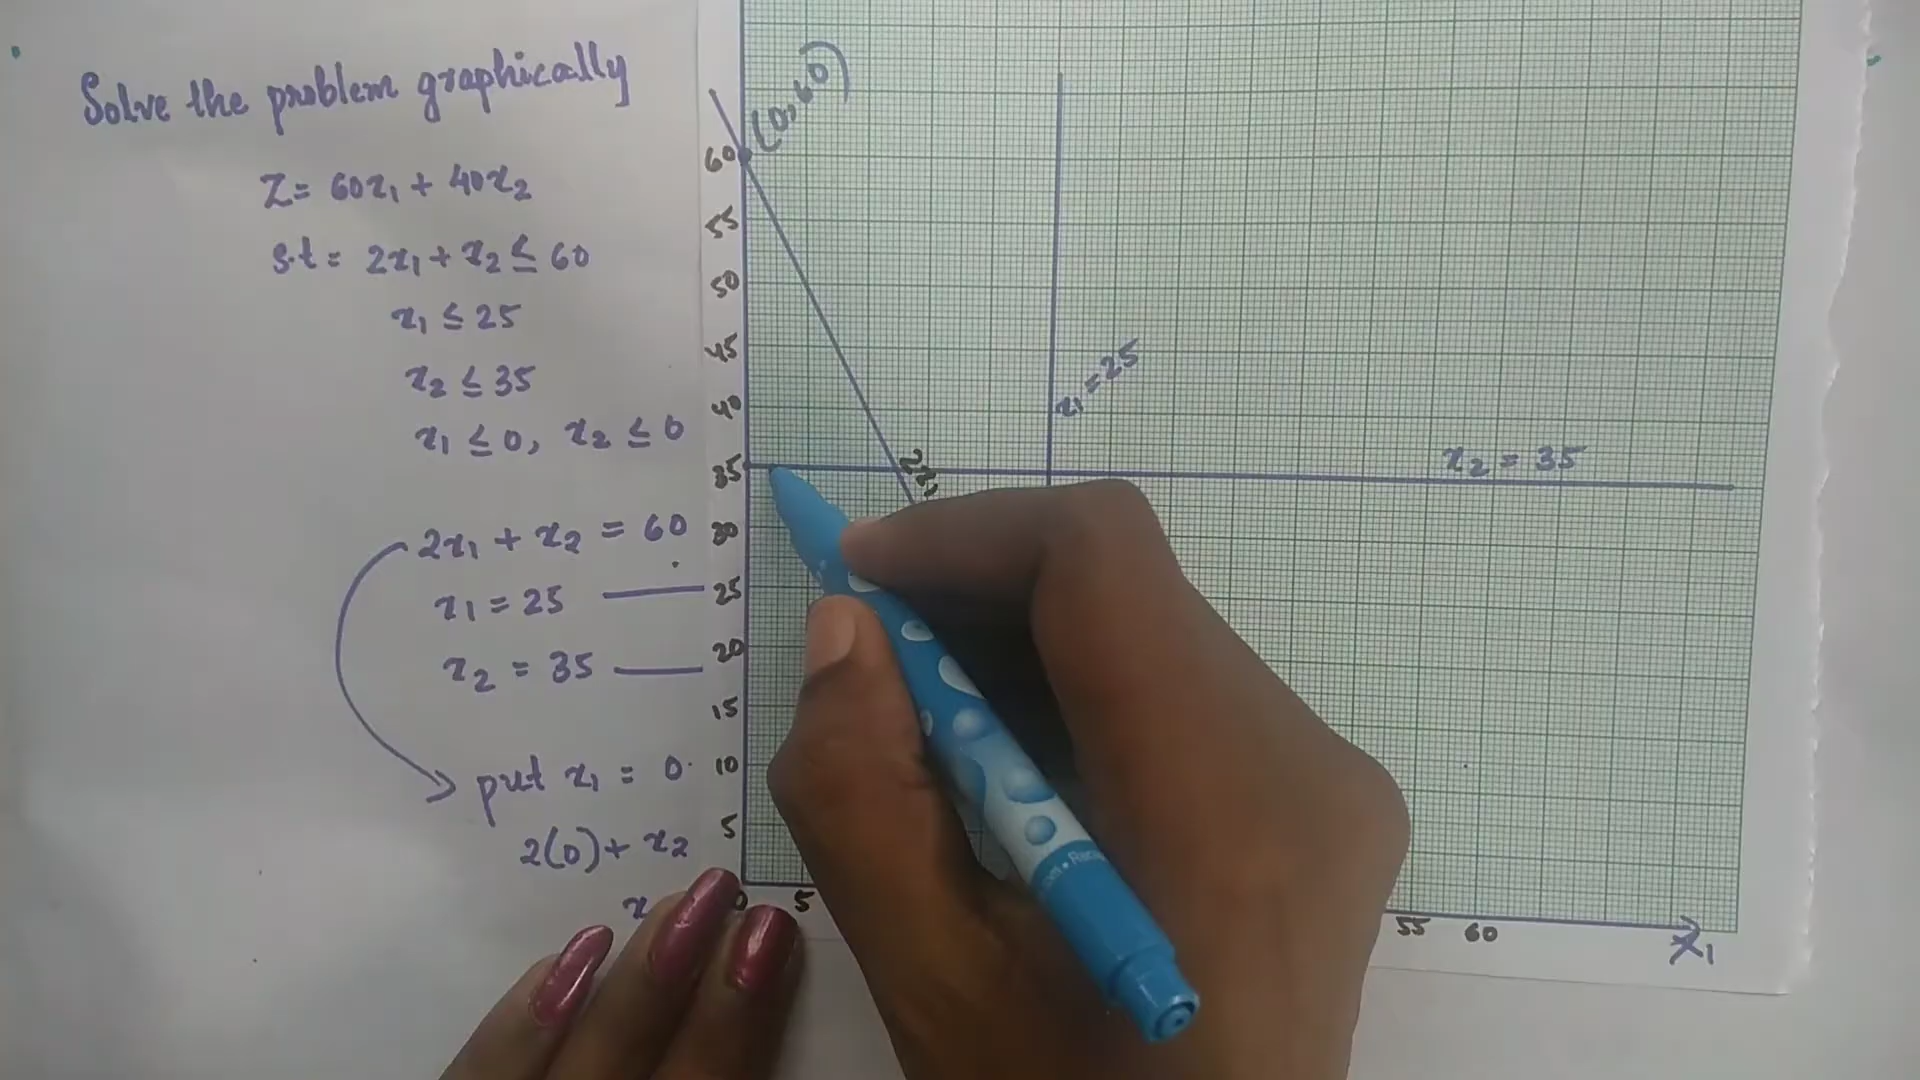 Solve the problem graphically
Z= 60x₁ + 40x₂
s.t = 2x₁ + x₂ ≤ 60
x₁ ≤ 25
x₂ ≤ 35
x₁ ≤ 0, x₂ ≤ 0
2x₁ + x₂ = 60
x₁ = 25
x₂ = 35
put x₁ = 0
2(0) + x₂
x
(0,60)
60
55
50
45
40
35
30
25
20
15
10
5
0 5 55 60
x₁
x₁ = 25
x₂ = 35
2x₁